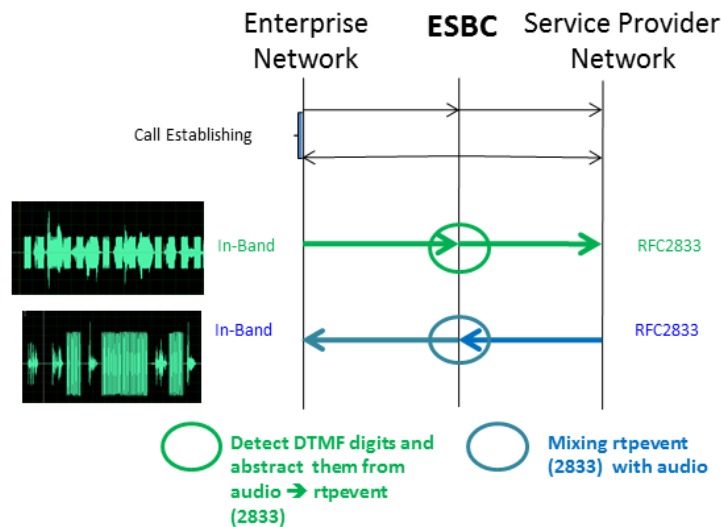 Enterprise
Network
ESBC
Service Provider
Network
Call Establishing
In-Band
RFC2833
In-Band
RFC2833
Detect DTMF digits and
abstract them from
audio ➔ rtpevent
(2833)
Mixing rtpevent
(2833) with audio